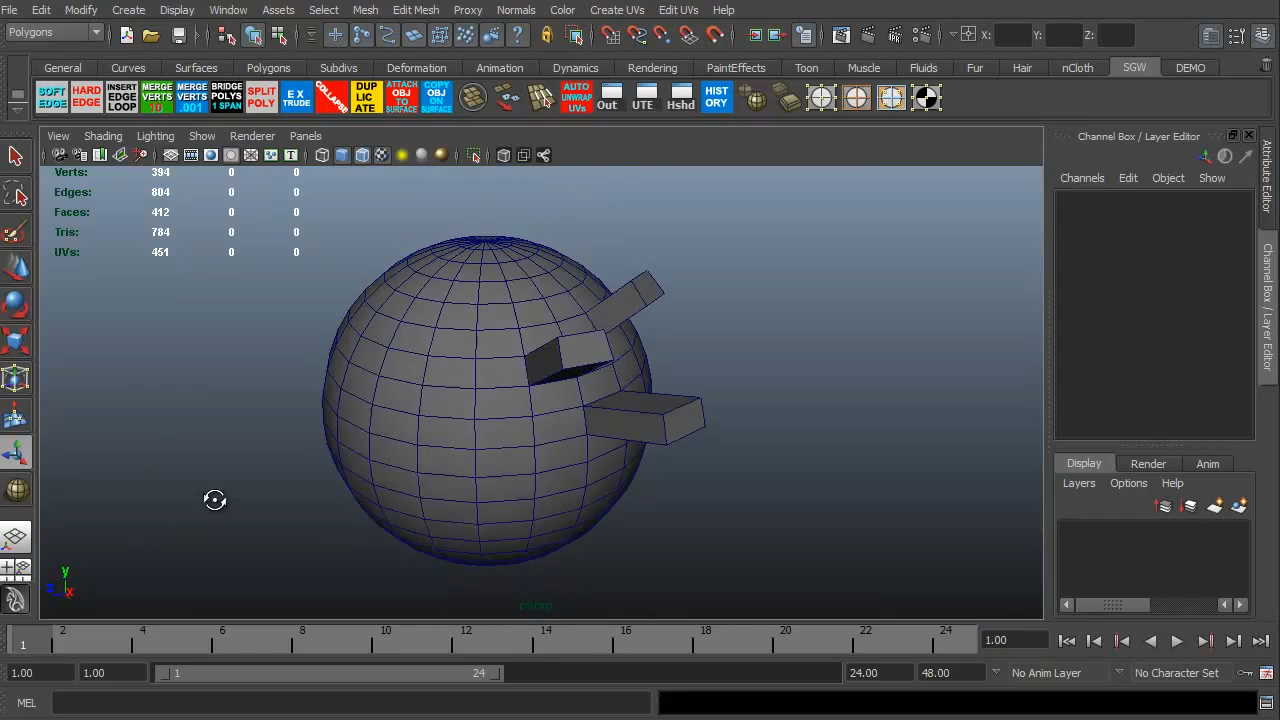 File Edit Modify Create Display Window Assets Select Mesh Edit Mesh Proxy Normals Color Create UVs Edit UVs Help
Polygons X: Y: Z:
General Curves Surfaces Polygons Subdivs Deformation Animation Dynamics Rendering PaintEffects Toon Muscle Fluids Fur Hair nCloth SGW DEMO
SOFT EDGE
HARD EDGE
INSERT EDGE LOOP
MERGE VERTS 10
MERGE VERTS .001
BRIDGE POLYS 1 SPAN
SPLIT POLY
EX TRUDE
COLLAPSE
DUP LIC ATE
ATTACH OBJ TO SURFACE
COPY OBJ ON SURFACE
AUTO UNWRAP UVs
Out
UTE
Hshd
HIST ORY
View Shading Lighting Show Renderer Panels
Channel Box / Layer Editor
Verts: 394 0 0
Edges: 804 0 0
Faces: 412 0 0
Tris: 784 0 0
UVs: 451 0 0
Channels Edit Object Show
Attribute Editor
Channel Box / Layer Editor
Display Render Anim
Layers Options Help
y
x
persp
1 2 4 6 8 10 12 14 16 18 20 22 24 1.00
1.00 1.00 1 24 24.00 48.00 No Anim Layer No Character Set
MEL